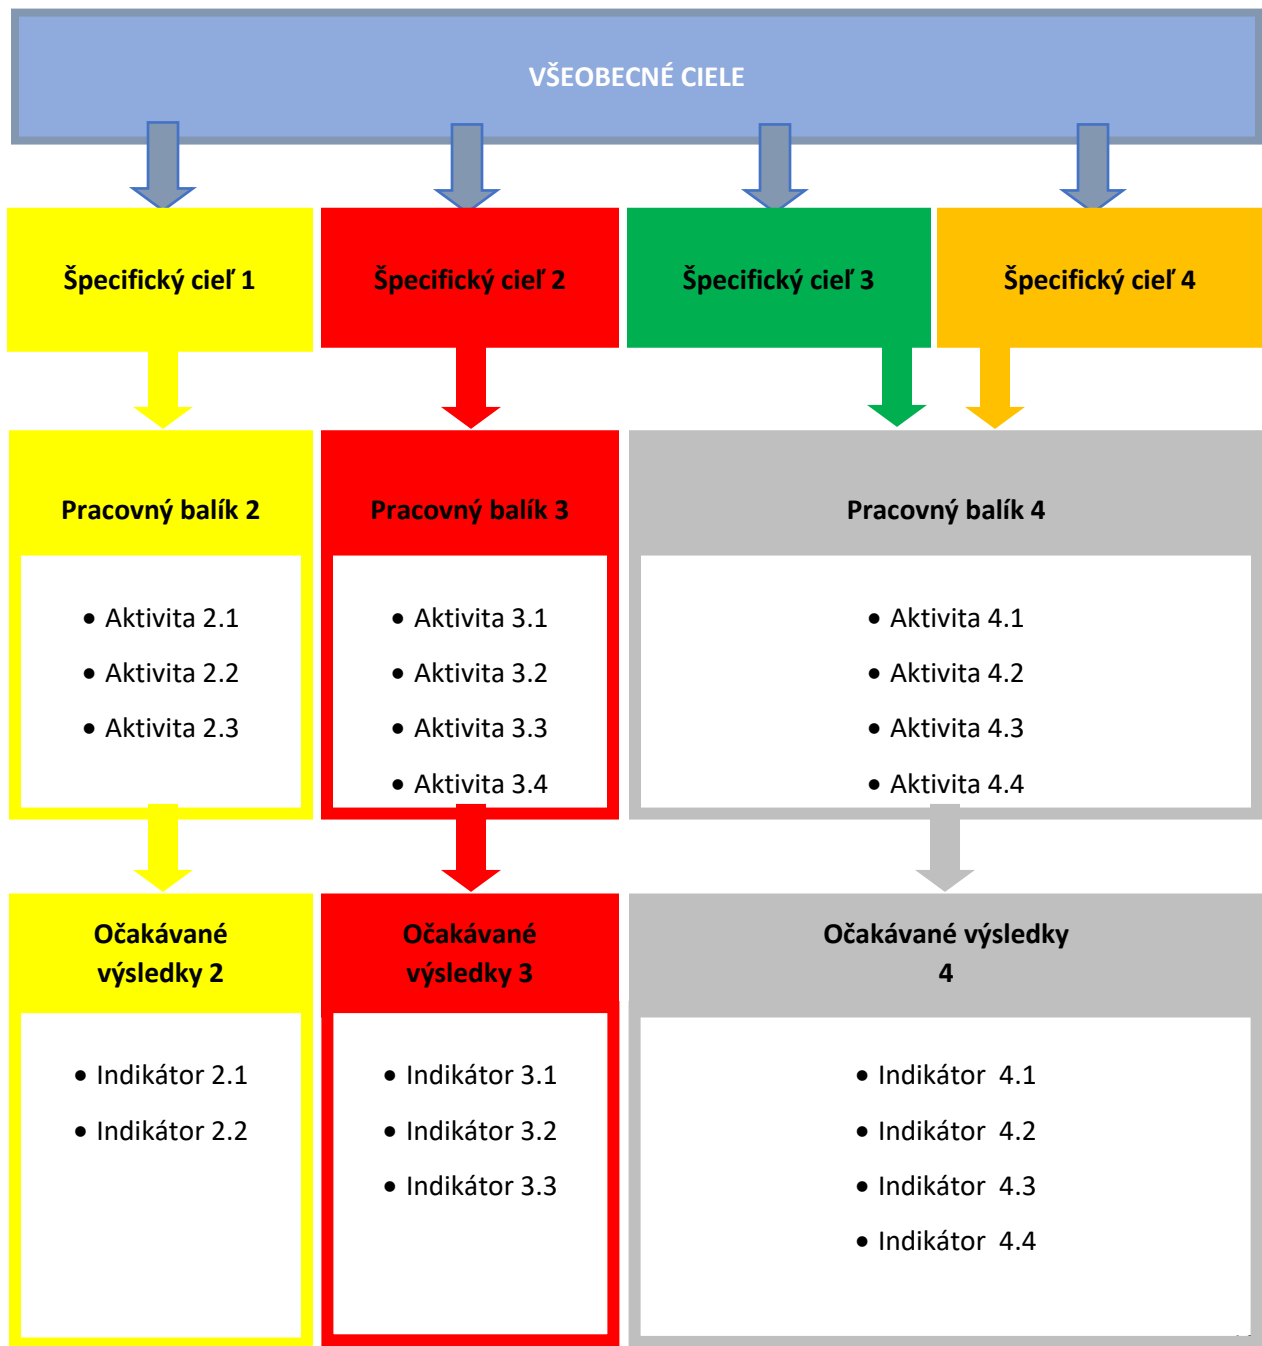 VŠEOBECNÉ CIELE
Špecifický cieľ 1
Špecifický cieľ 2
Špecifický cieľ 3
Špecifický cieľ 4
Pracovný balík 2
Pracovný balík 3
Pracovný balík 4
• Aktivita 2.1
• Aktivita 2.2
• Aktivita 2.3
• Aktivita 3.1
• Aktivita 3.2
• Aktivita 3.3
• Aktivita 3.4
• Aktivita 4.1
• Aktivita 4.2
• Aktivita 4.3
• Aktivita 4.4
Očakávané
výsledky 2
Očakávané
výsledky 3
Očakávané výsledky
4
• Indikátor 2.1
• Indikátor 2.2
• Indikátor 3.1
• Indikátor 3.2
• Indikátor 3.3
• Indikátor  4.1
• Indikátor  4.2
• Indikátor  4.3
• Indikátor  4.4